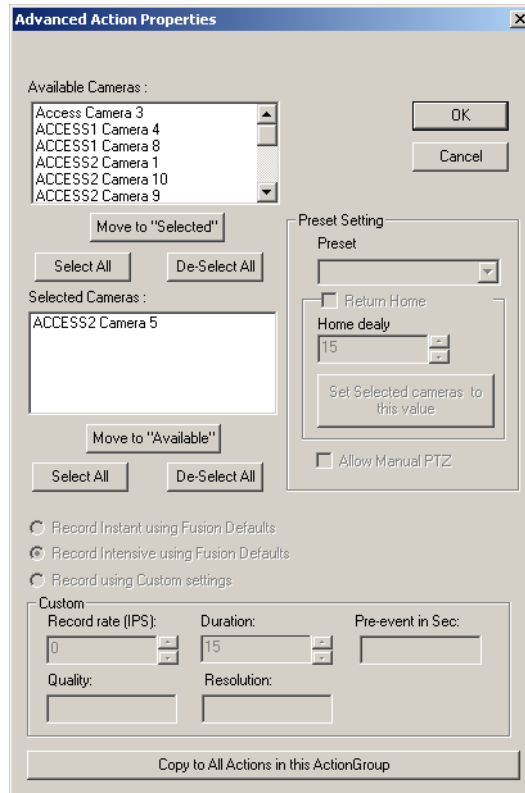 Advanced Action Properties
Available Cameras :
Access Camera 3
ACCESS1 Camera 4
ACCESS1 Camera 8
ACCESS2 Camera 1
ACCESS2 Camera 10
ACCESS2 Camera 9
OK
Cancel
Move to "Selected"
Select All
De-Select All
Selected Cameras :
ACCESS2 Camera 5
Move to "Available"
Select All
De-Select All
Preset Setting
Preset
Return Home
Home dealy
15
Set Selected cameras to
this value
Allow Manual PTZ
Record Instant using Fusion Defaults
Record Intensive using Fusion Defaults
Record using Custom settings
Custom
Record rate (IPS):
Duration:
Pre-event in Sec:
0
15
Quality:
Resolution:
Copy to All Actions in this ActionGroup